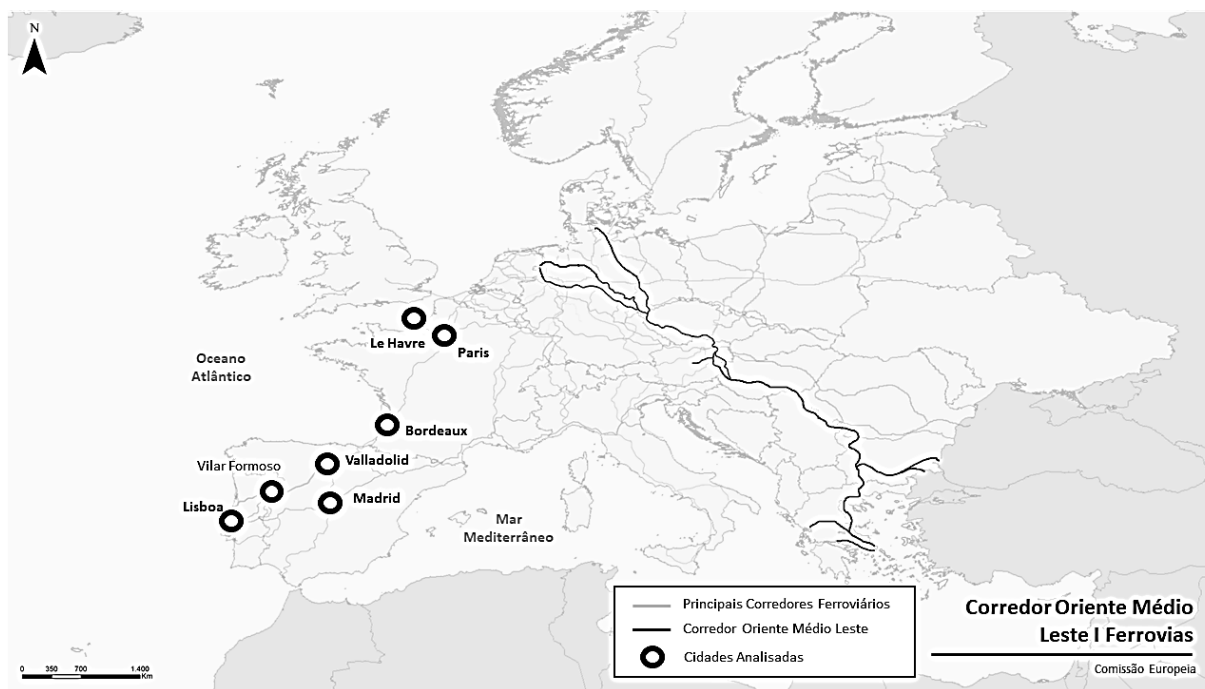 N
Oceano
Atlântico
Le Havre
Paris
Bordeaux
Valladolid
Vilar Formoso
Madrid
Lisboa
Mar
Mediterrâneo
Principais Corredores Ferroviários
Corredor Oriente Médio Leste
Cidades Analisadas
Corredor Oriente Médio
Leste I Ferrovias
Comissão Europeia
0 350 700 1.400
Km